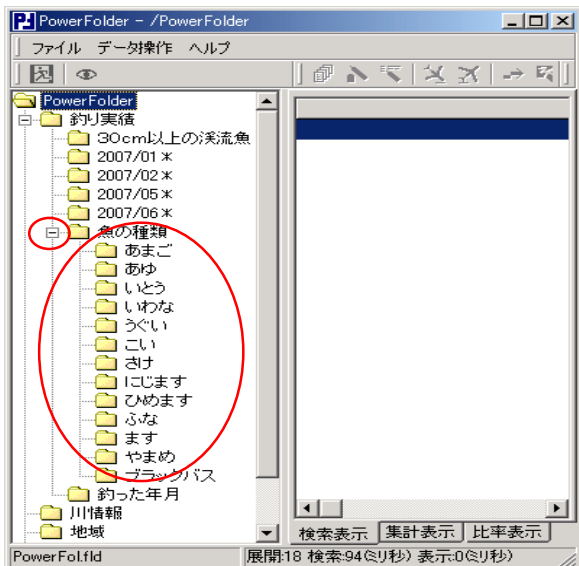 PowerFolder - /PowerFolder
ファイル データ操作 ヘルプ
PowerFolder
釣り実績
30cm以上の渓流魚
2007/01*
2007/02*
2007/05*
2007/06*
魚の種類
あまご
あゆ
いとう
いわな
うぐい
こい
さけ
にじます
ひめます
ふな
ます
やまめ
ブラックバス
釣った年月
川情報
地域
検索表示 集計表示 比率表示
PowerFol.fld 展開:18 検索:94(ミリ秒) 表示:0(ミリ秒)